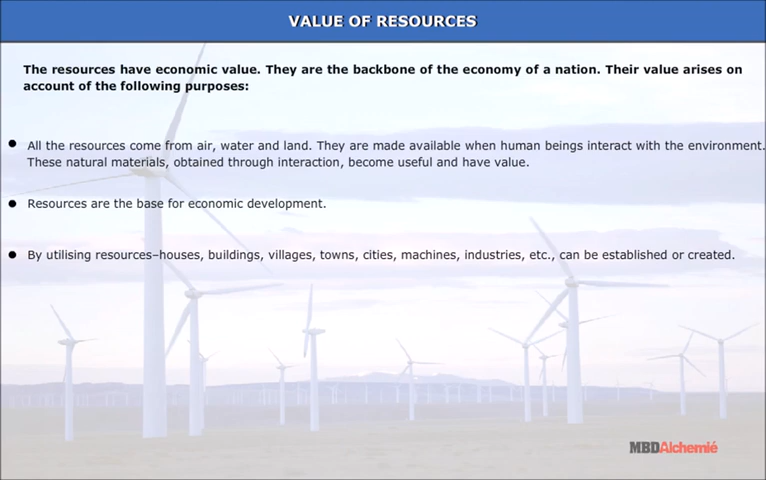 VALUE OF RESOURCES
The resources have economic value. They are the backbone of the economy of a nation. Their value arises on
account of the following purposes:
● All the resources come from air, water and land. They are made available when human beings interact with the environment.
These natural materials, obtained through interaction, become useful and have value.
● Resources are the base for economic development.
● By utilising resources–houses, buildings, villages, towns, cities, machines, industries, etc., can be established or created.
MBDAlchemié